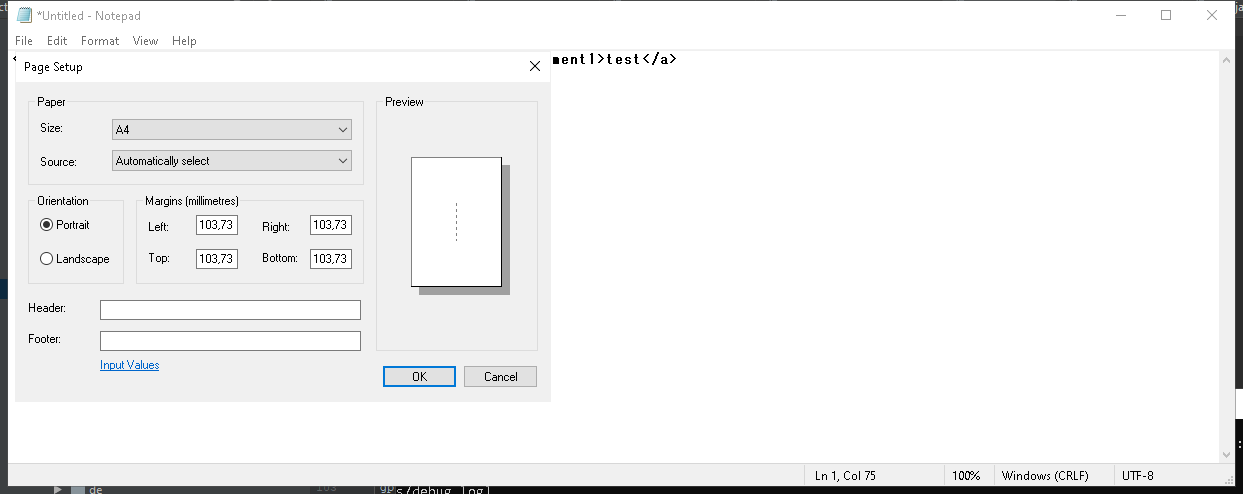 *Untitled - Notepad
File Edit Format View Help
ment1>test</a>
Page Setup
Paper
Size: A4
Source: Automatically select
Orientation
Portrait
Landscape
Margins (millimetres)
Left: 103,73 Right: 103,73
Top: 103,73 Bottom: 103,73
Header:
Footer:
Input Values
Preview
OK Cancel
Ln 1, Col 75 100% Windows (CRLF) UTF-8
de
s/debug.log